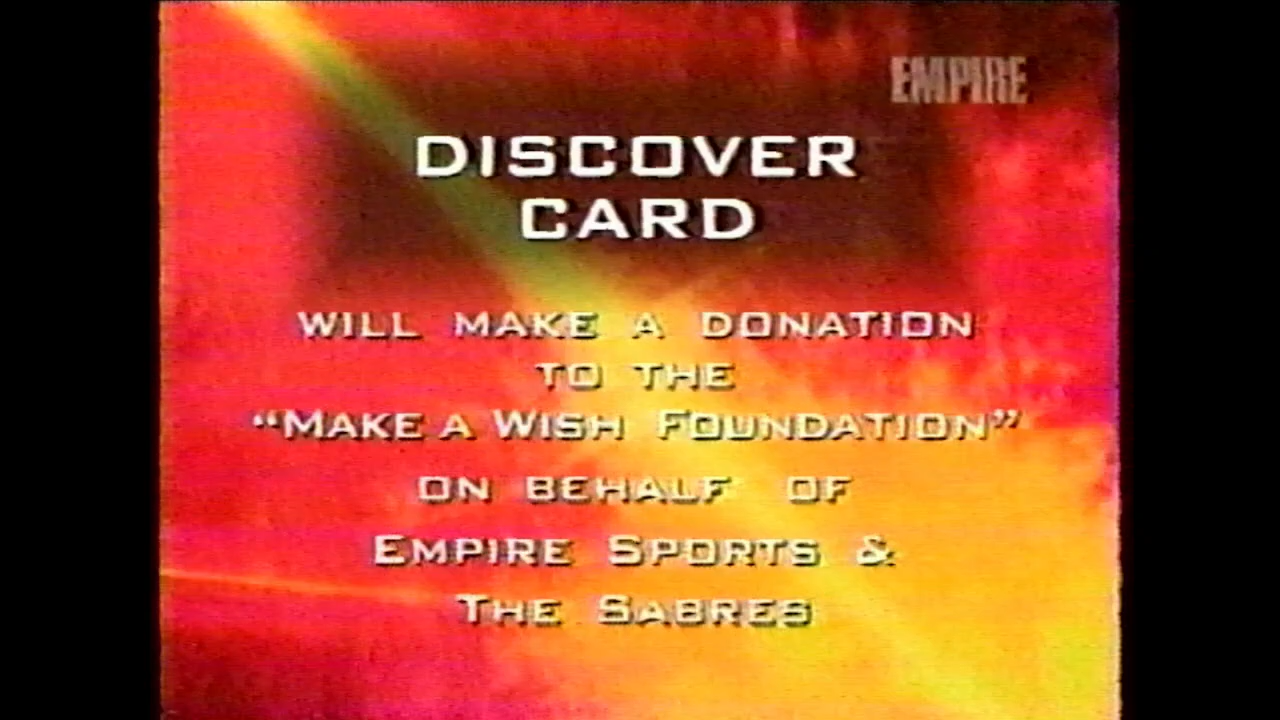 EMPIRE
DISCOVER
CARD
WILL MAKE A DONATION
TO THE
“MAKE A WISH FOUNDATION”
ON BEHALF OF
EMPIRE SPORTS &
THE SABRES